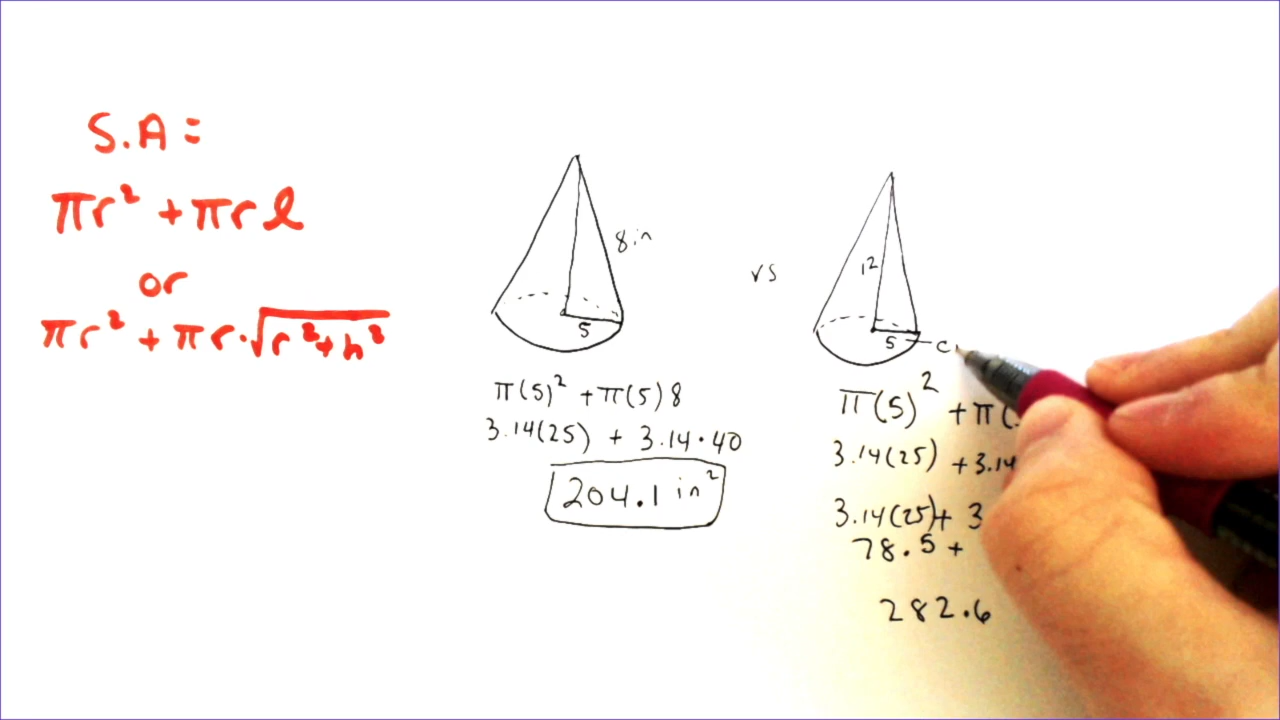 S.A =
πr² + πrl
or
πr² + πr·√r²+h²
8in
5
π(5)² + π(5)8
3.14(25) + 3.14·40
204.1 in²
vs
12
5
π(5)² + π(
3.14(25) + 3.14
3.14(25)+ 3
78.5 +
282.6